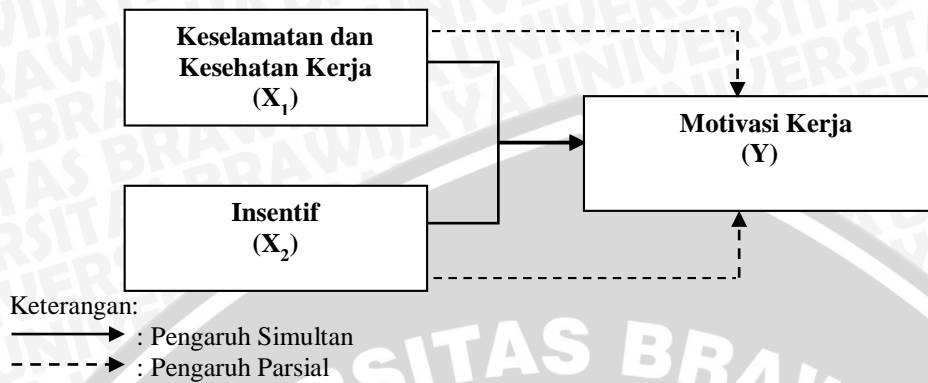 Keselamatan dan
Kesehatan Kerja
(X₁)
Motivasi Kerja
(Y)
Insentif
(X₂)
Keterangan:
: Pengaruh Simultan
: Pengaruh Parsial